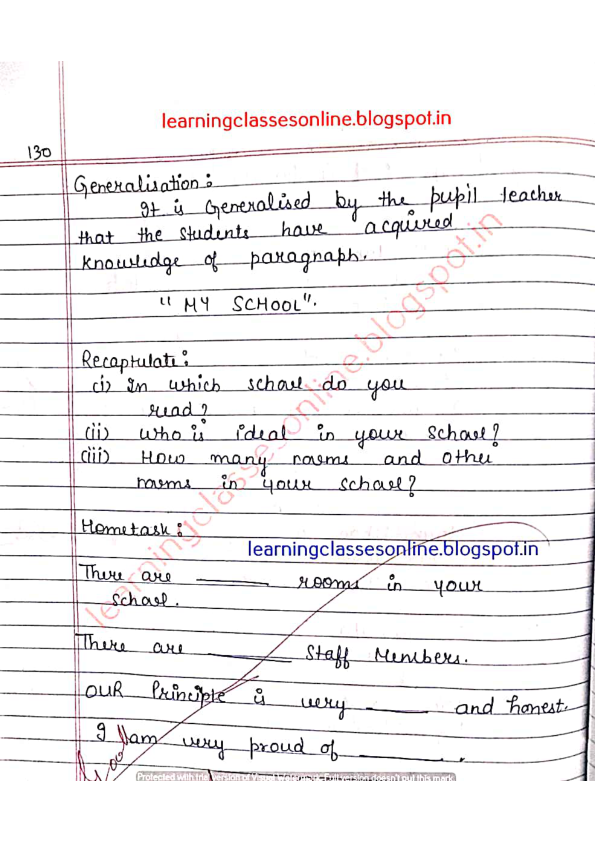 learningclassesonline.blogspot.in
130
Generalisation:
It is Generalised by the pupil teacher
that the students have acquired
knowledge of paragraph.
" MY SCHOOL".
Recaptulate:
(i) In which school do you
read?
(ii) who is ideal in your school?
(iii) How many rooms and other
rooms in your school?
Hometask:
learningclassesonline.blogspot.in
There are ______ rooms in your
school.
There are ______ Staff Members.
OUR Principle is very ______ and honest.
I am very proud of ______.
learningclassesonline.blogspot.in
Protected with trial version of Visual Watermark. Full version doesn't put this mark.